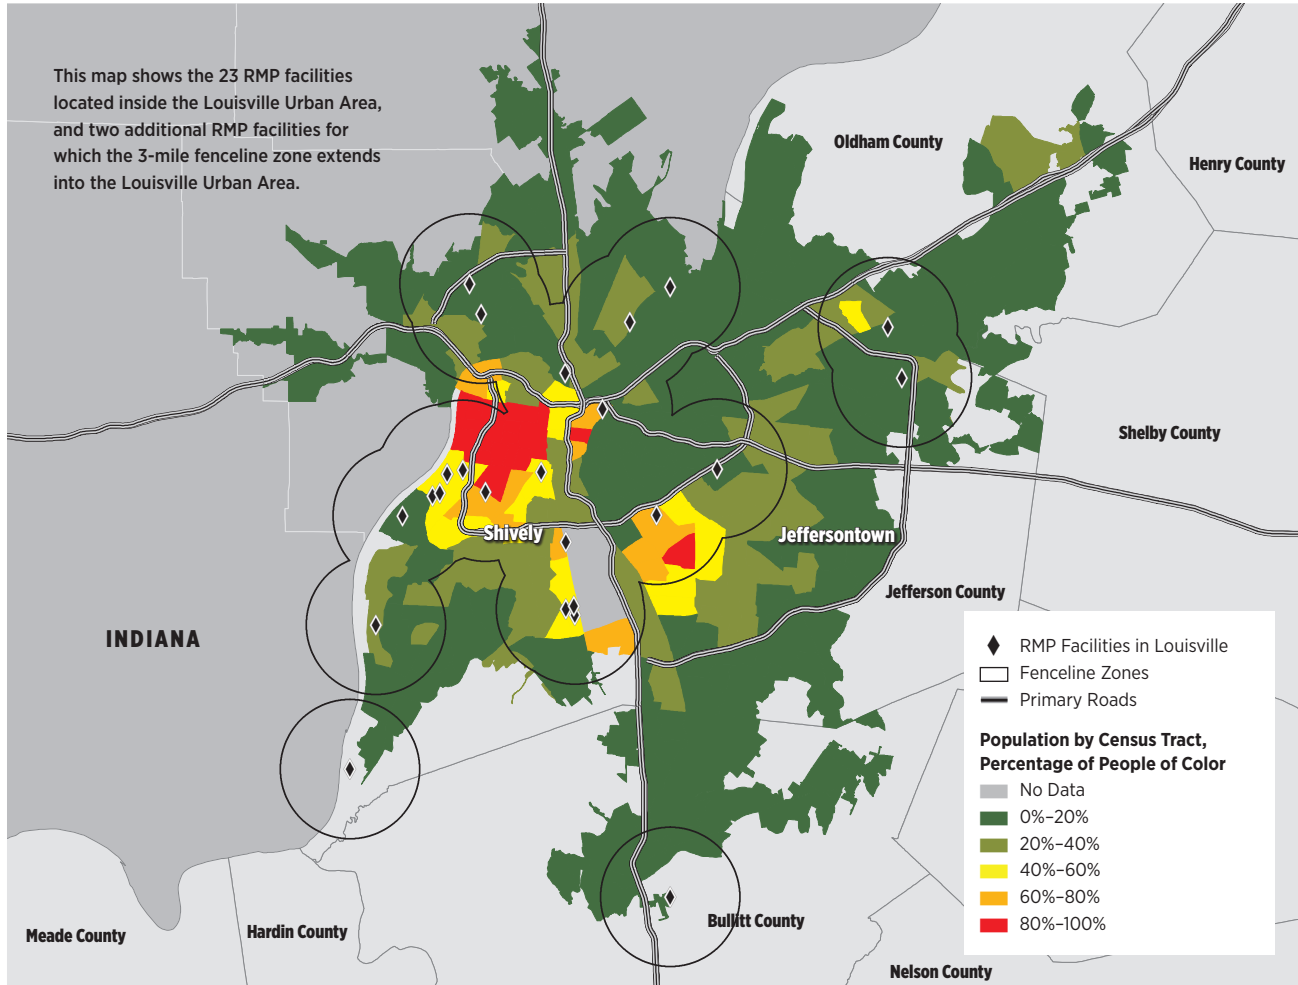 This map shows the 23 RMP facilities
located inside the Louisville Urban Area,
and two additional RMP facilities for
which the 3-mile fenceline zone extends
into the Louisville Urban Area.
Oldham County
Henry County
Shelby County
Shively
Jeffersontown
Jefferson County
INDIANA
RMP Facilities in Louisville
Fenceline Zones
Primary Roads
Population by Census Tract,
Percentage of People of Color
No Data
0%–20%
20%–40%
40%–60%
60%–80%
80%–100%
Bullitt County
Meade County
Hardin County
Nelson County